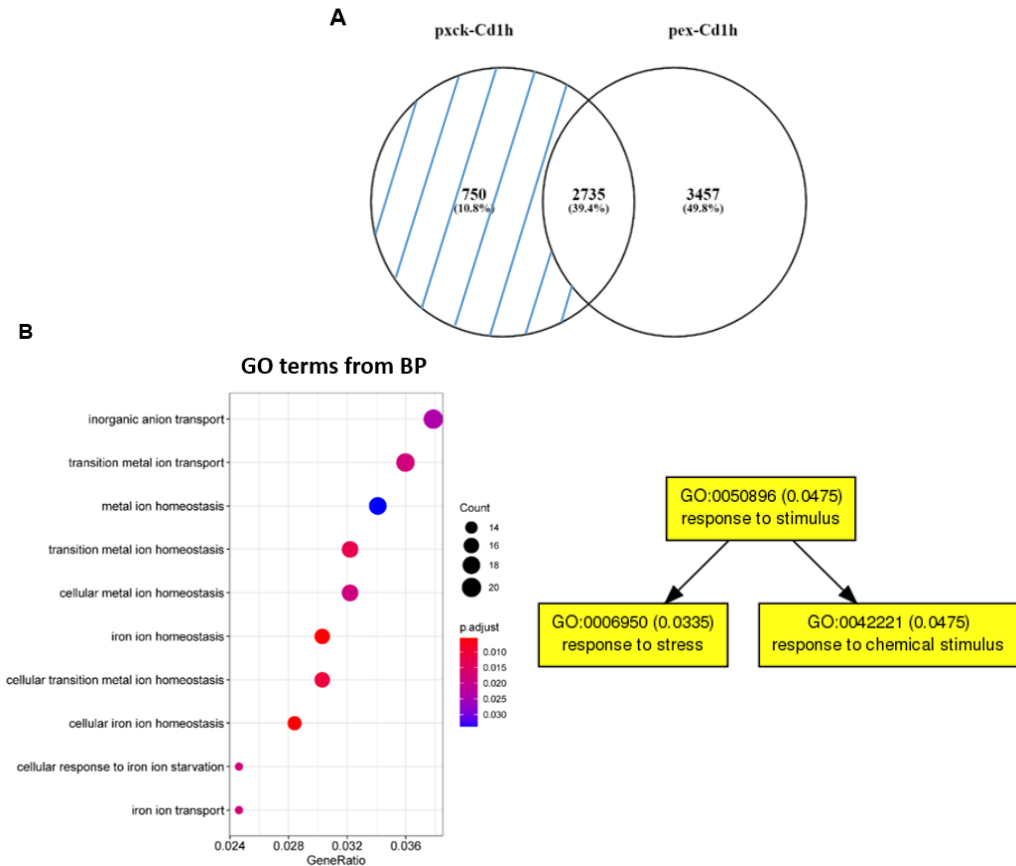 A
pxck-Cd1h
pex-Cd1h
750
(10.8%)
2735
(39.4%)
3457
(49.8%)
B
GO terms from BP
inorganic anion transport
transition metal ion transport
metal ion homeostasis
transition metal ion homeostasis
cellular metal ion homeostasis
iron ion homeostasis
cellular transition metal ion homeostasis
cellular iron ion homeostasis
cellular response to iron ion starvation
iron ion transport
0.024
0.028
0.032
0.036
GeneRatio
Count
14
16
18
20
p.adjust
0.010
0.015
0.020
0.025
0.030
GO:0050896 (0.0475)
response to stimulus
GO:0006950 (0.0335)
response to stress
GO:0042221 (0.0475)
response to chemical stimulus